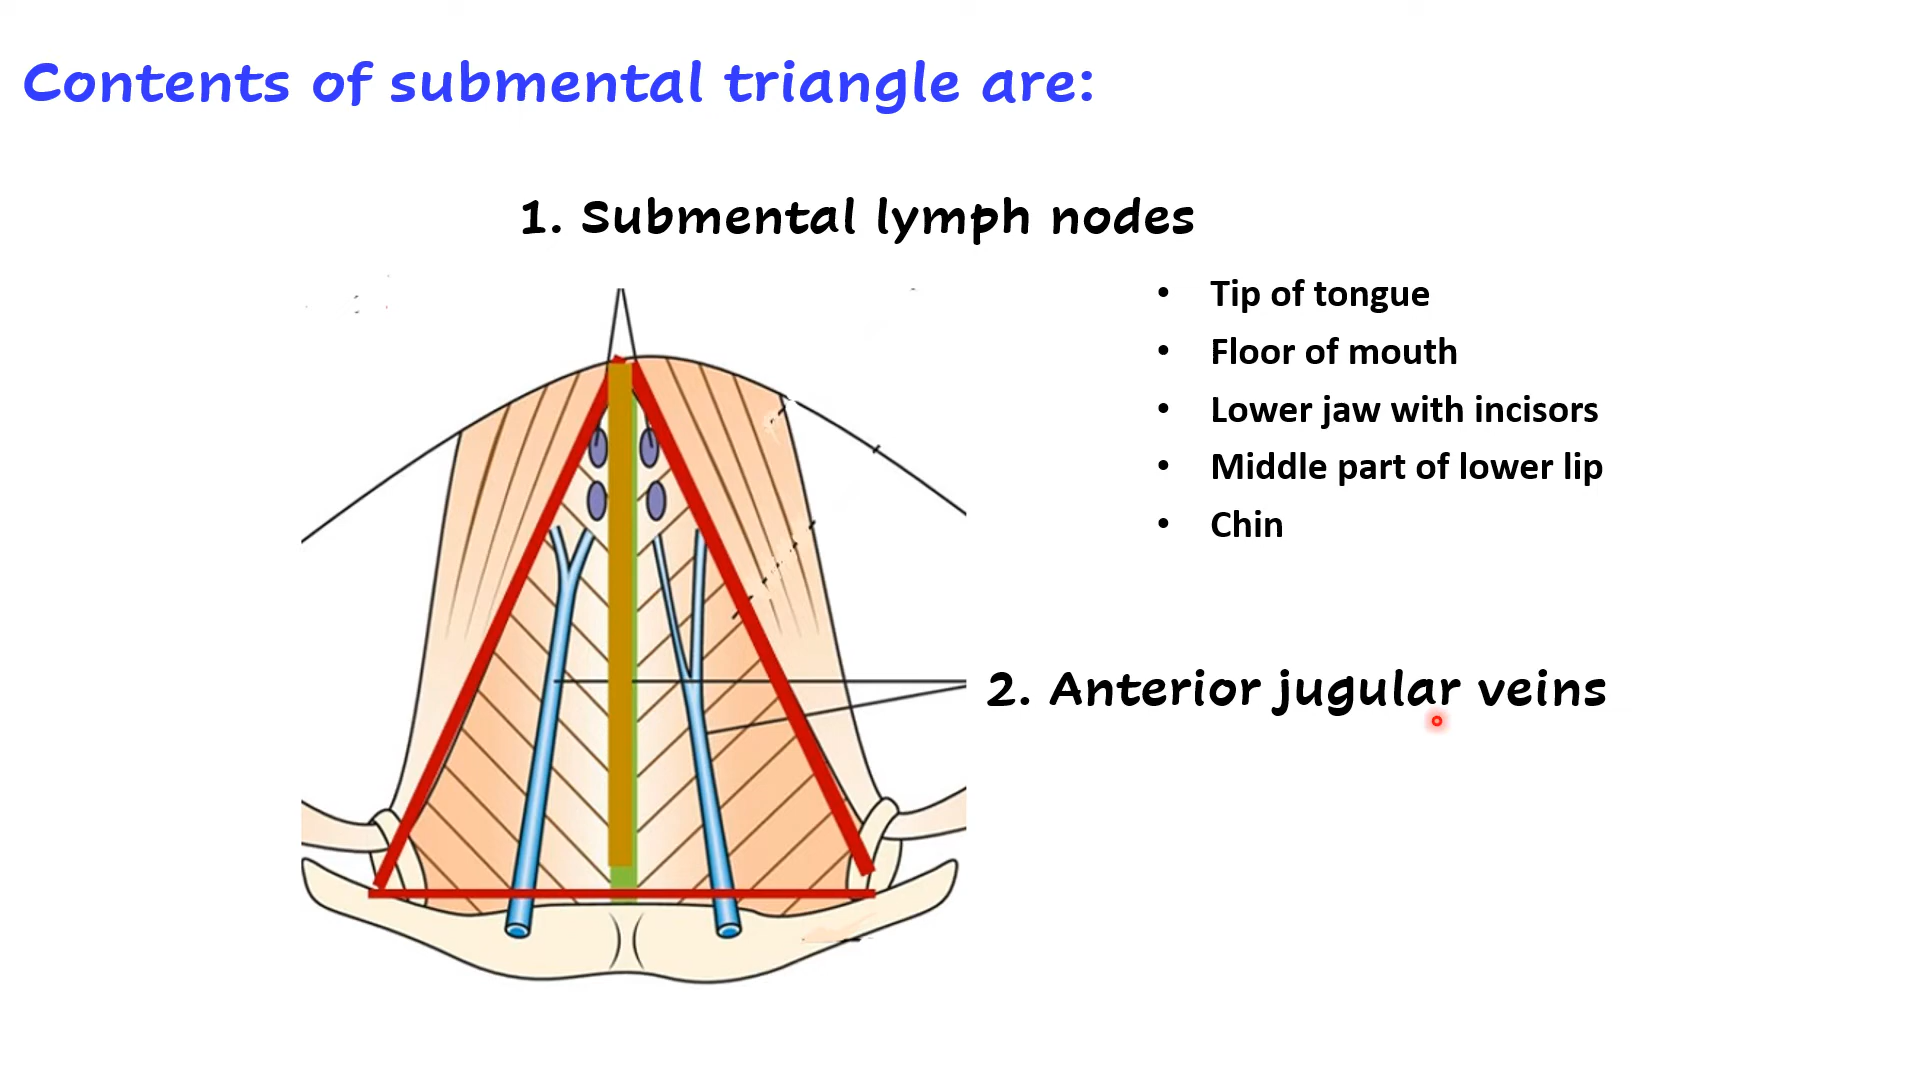 Contents of submental triangle are:
1. Submental lymph nodes
• Tip of tongue
• Floor of mouth
• Lower jaw with incisors
• Middle part of lower lip
• Chin
2. Anterior jugular veins